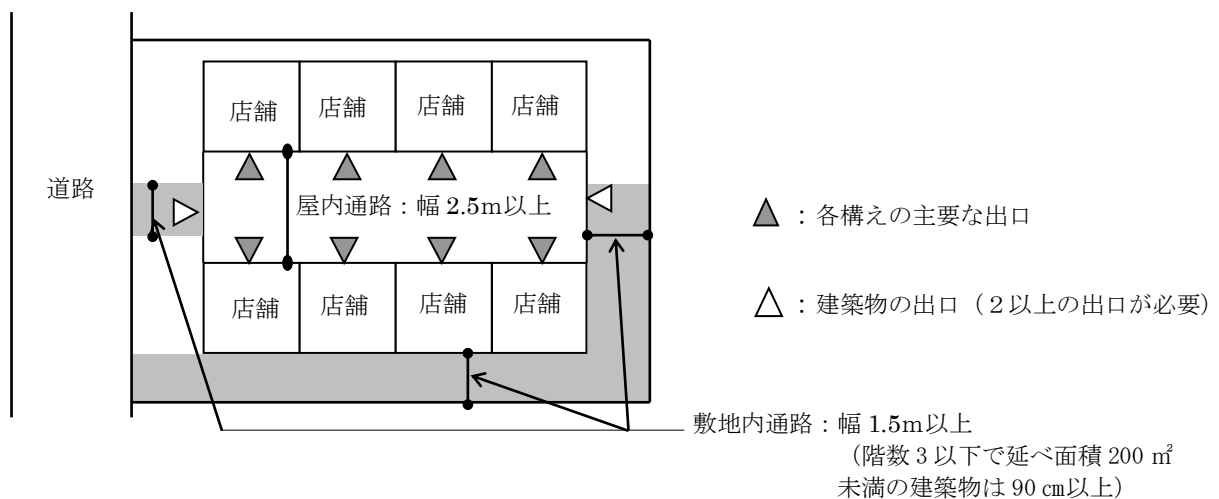 店舗 店舗 店舗 店舗
道路
屋内通路：幅 2.5ｍ以上
店舗 店舗 店舗 店舗
：各構えの主要な出口
：建築物の出口（２以上の出口が必要）
敷地内通路：幅 1.5ｍ以上
（階数 3 以下で延べ面積 200 ㎡
未満の建築物は 90 ㎝以上）